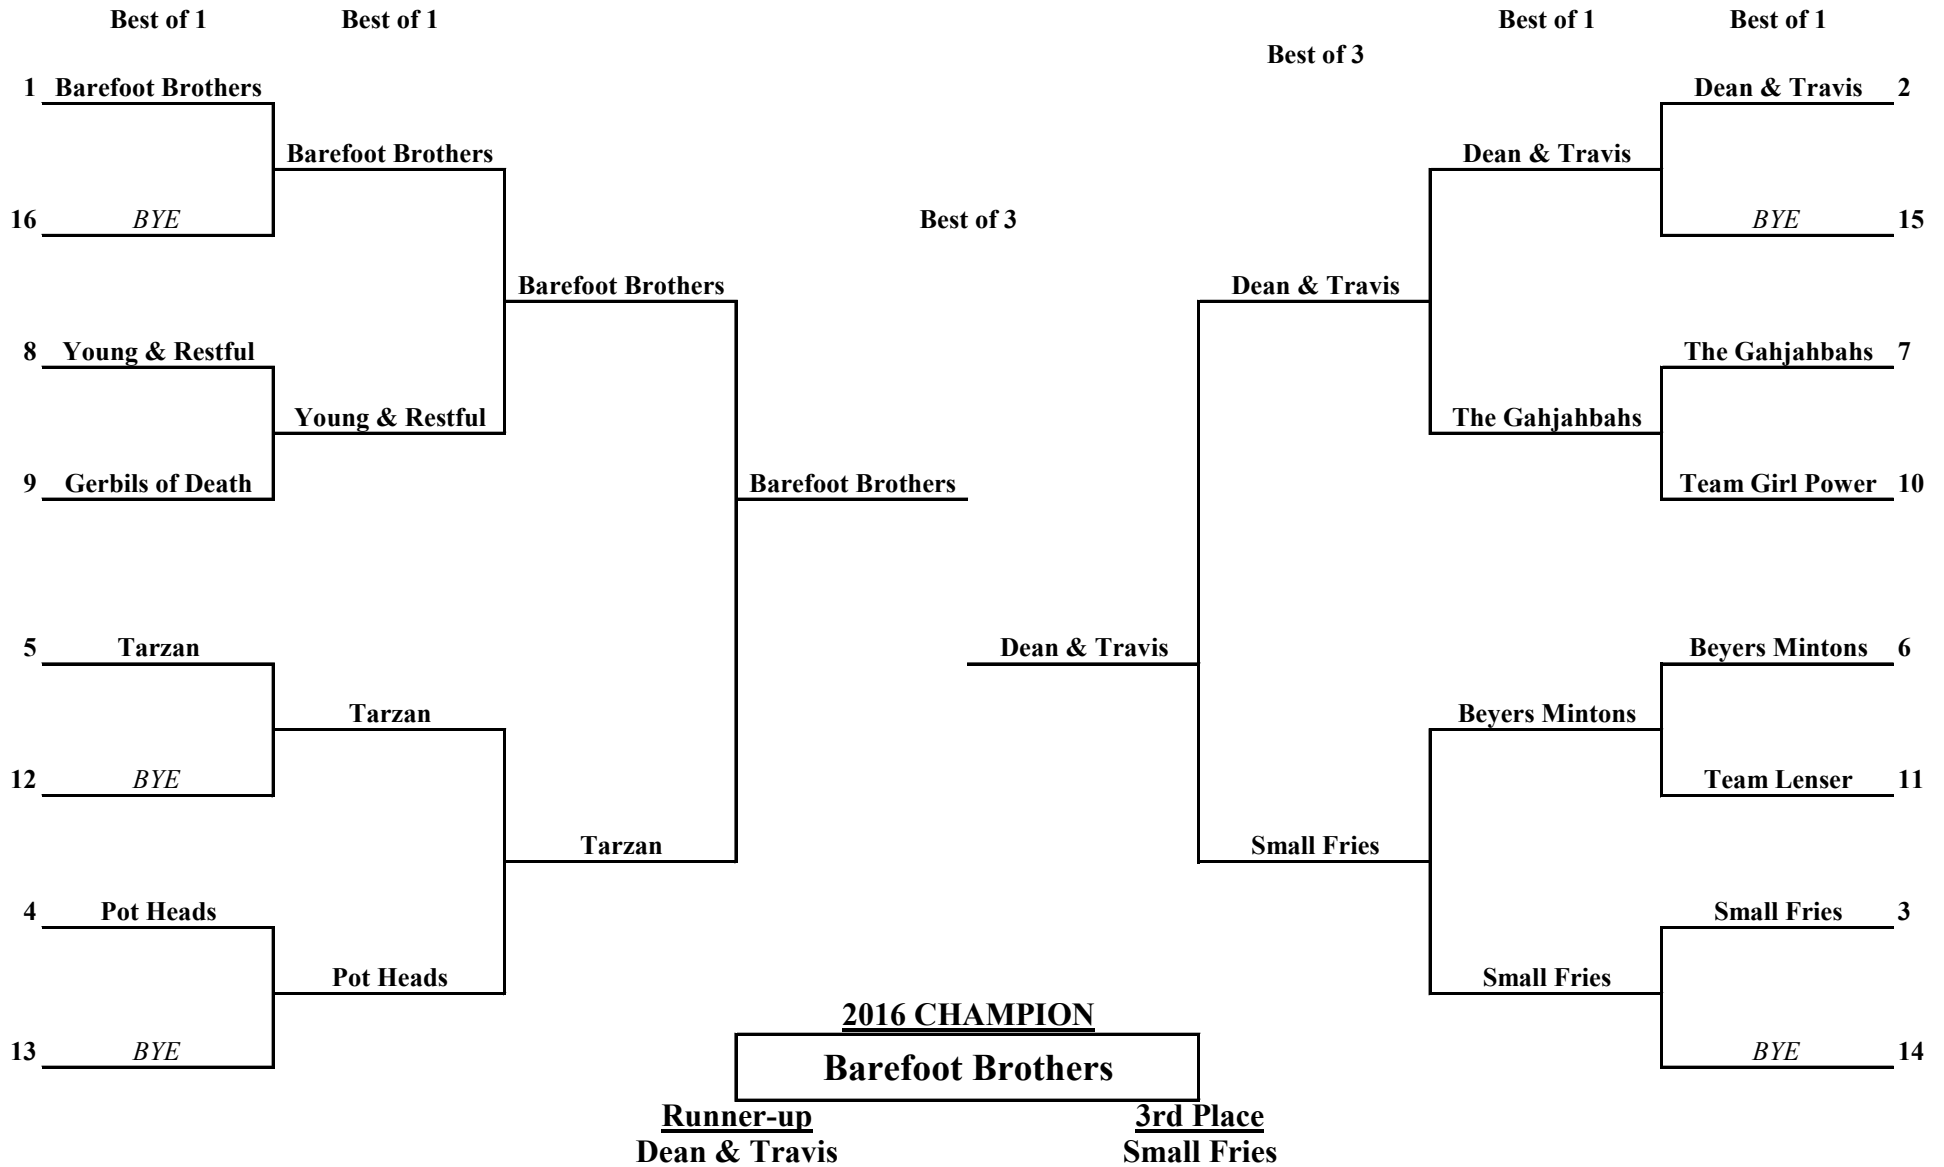 Best of 1 Best of 1 Best of 1 Best of 1
Best of 3
1 Barefoot Brothers Dean & Travis 2
Barefoot Brothers Dean & Travis
16 BYE Best of 3 BYE 15
Barefoot Brothers Dean & Travis
8 Young & Restful The Gahjahbahs 7
Young & Restful The Gahjahbahs
9 Gerbils of Death Barefoot Brothers Team Girl Power 10
5 Tarzan Dean & Travis Beyers Mintons 6
Tarzan Beyers Mintons
12 BYE Team Lenser 11
Tarzan Small Fries
4 Pot Heads Small Fries 3
Pot Heads Small Fries
2016 CHAMPION
13 BYE BYE 14
Barefoot Brothers
Runner-up 3rd Place
Dean & Travis Small Fries